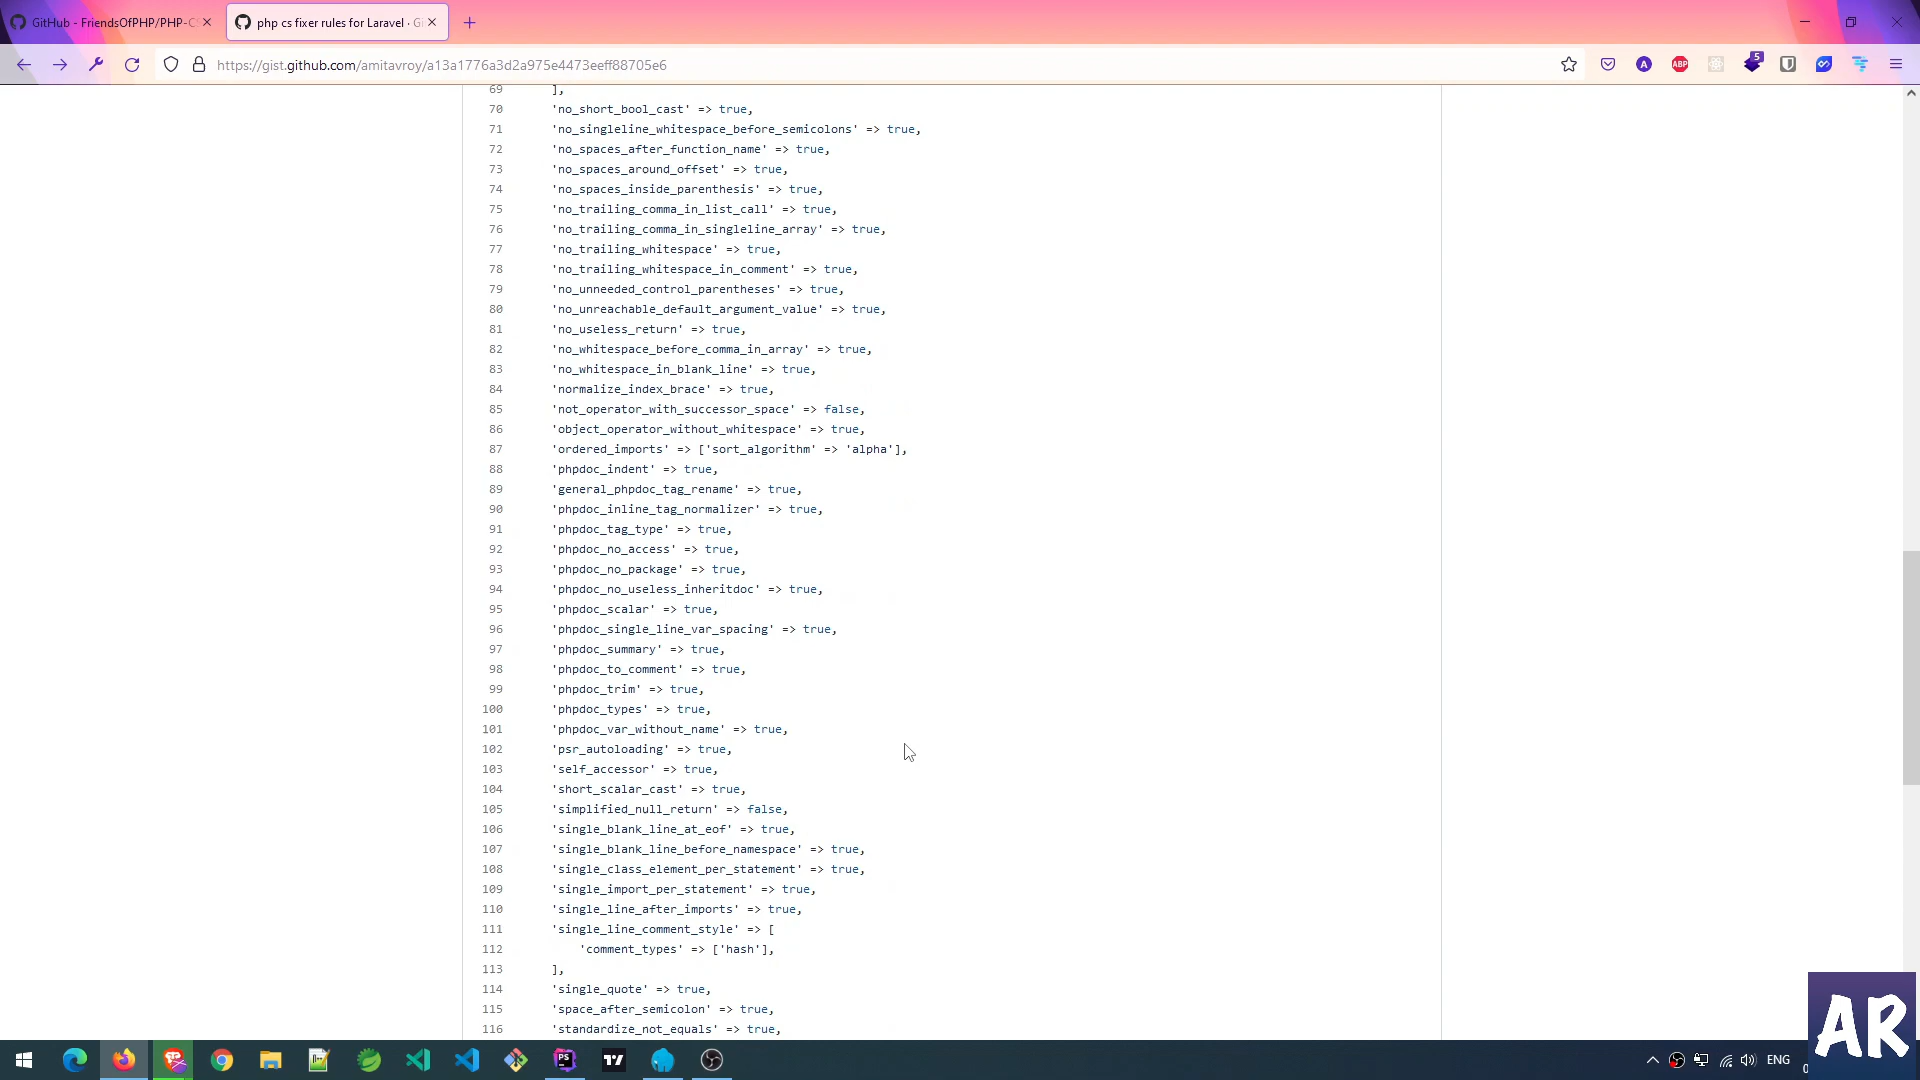 GitHub - FriendsOfPHP/PHP-CS
php cs fixer rules for Laravel · Gi
https://gist.github.com/amitavroy/a13a1776a3d2a975e4473eeff88705e6
5
A
ABP
69 ],
70 'no_short_bool_cast' => true,
71 'no_singleline_whitespace_before_semicolons' => true,
72 'no_spaces_after_function_name' => true,
73 'no_spaces_around_offset' => true,
74 'no_spaces_inside_parenthesis' => true,
75 'no_trailing_comma_in_list_call' => true,
76 'no_trailing_comma_in_singleline_array' => true,
77 'no_trailing_whitespace' => true,
78 'no_trailing_whitespace_in_comment' => true,
79 'no_unneeded_control_parentheses' => true,
80 'no_unreachable_default_argument_value' => true,
81 'no_useless_return' => true,
82 'no_whitespace_before_comma_in_array' => true,
83 'no_whitespace_in_blank_line' => true,
84 'normalize_index_brace' => true,
85 'not_operator_with_successor_space' => false,
86 'object_operator_without_whitespace' => true,
87 'ordered_imports' => ['sort_algorithm' => 'alpha'],
88 'phpdoc_indent' => true,
89 'general_phpdoc_tag_rename' => true,
90 'phpdoc_inline_tag_normalizer' => true,
91 'phpdoc_tag_type' => true,
92 'phpdoc_no_access' => true,
93 'phpdoc_no_package' => true,
94 'phpdoc_no_useless_inheritdoc' => true,
95 'phpdoc_scalar' => true,
96 'phpdoc_single_line_var_spacing' => true,
97 'phpdoc_summary' => true,
98 'phpdoc_to_comment' => true,
99 'phpdoc_trim' => true,
100 'phpdoc_types' => true,
101 'phpdoc_var_without_name' => true,
102 'psr_autoloading' => true,
103 'self_accessor' => true,
104 'short_scalar_cast' => true,
105 'simplified_null_return' => false,
106 'single_blank_line_at_eof' => true,
107 'single_blank_line_before_namespace' => true,
108 'single_class_element_per_statement' => true,
109 'single_import_per_statement' => true,
110 'single_line_after_imports' => true,
111 'single_line_comment_style' => [
112 'comment_types' => ['hash'],
113 ],
114 'single_quote' => true,
115 'space_after_semicolon' => true,
116 'standardize_not_equals' => true,
PS
ENG
AR